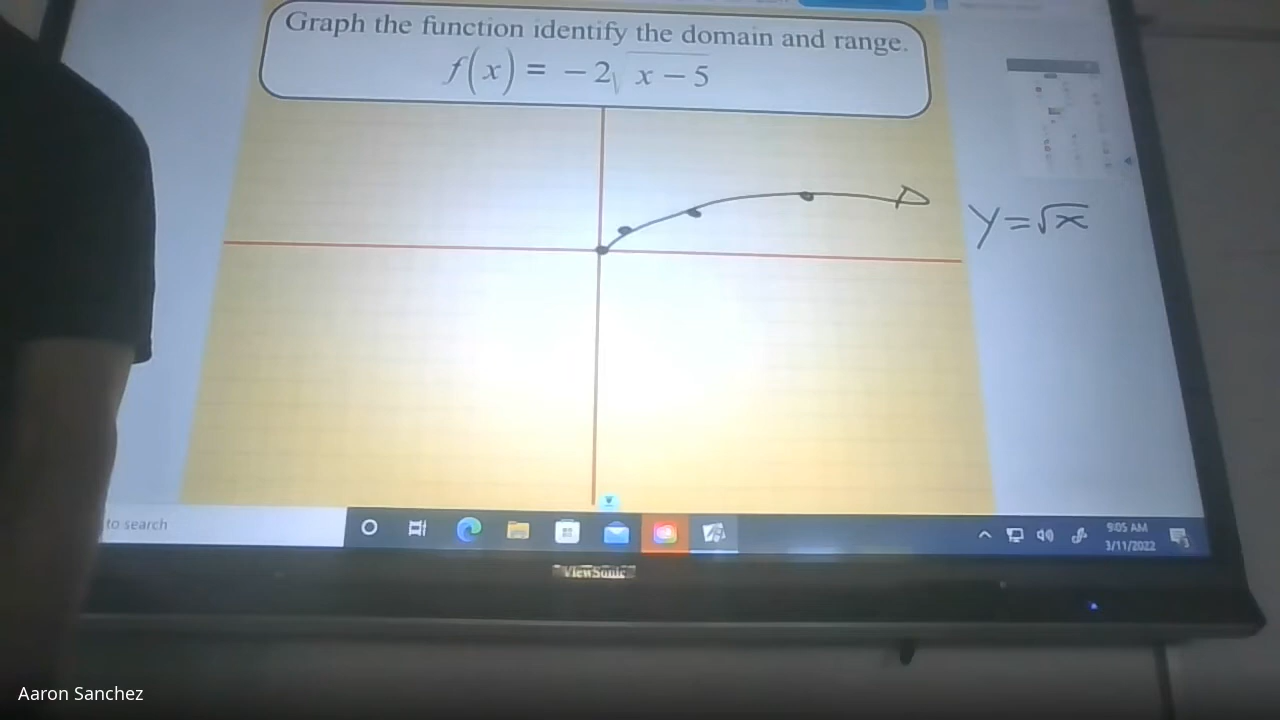 Graph the function identify the domain and range.
f(x) = -2√x - 5
y=√x
to search
9:05 AM
3/11/2022
ViewSonic
Aaron Sanchez